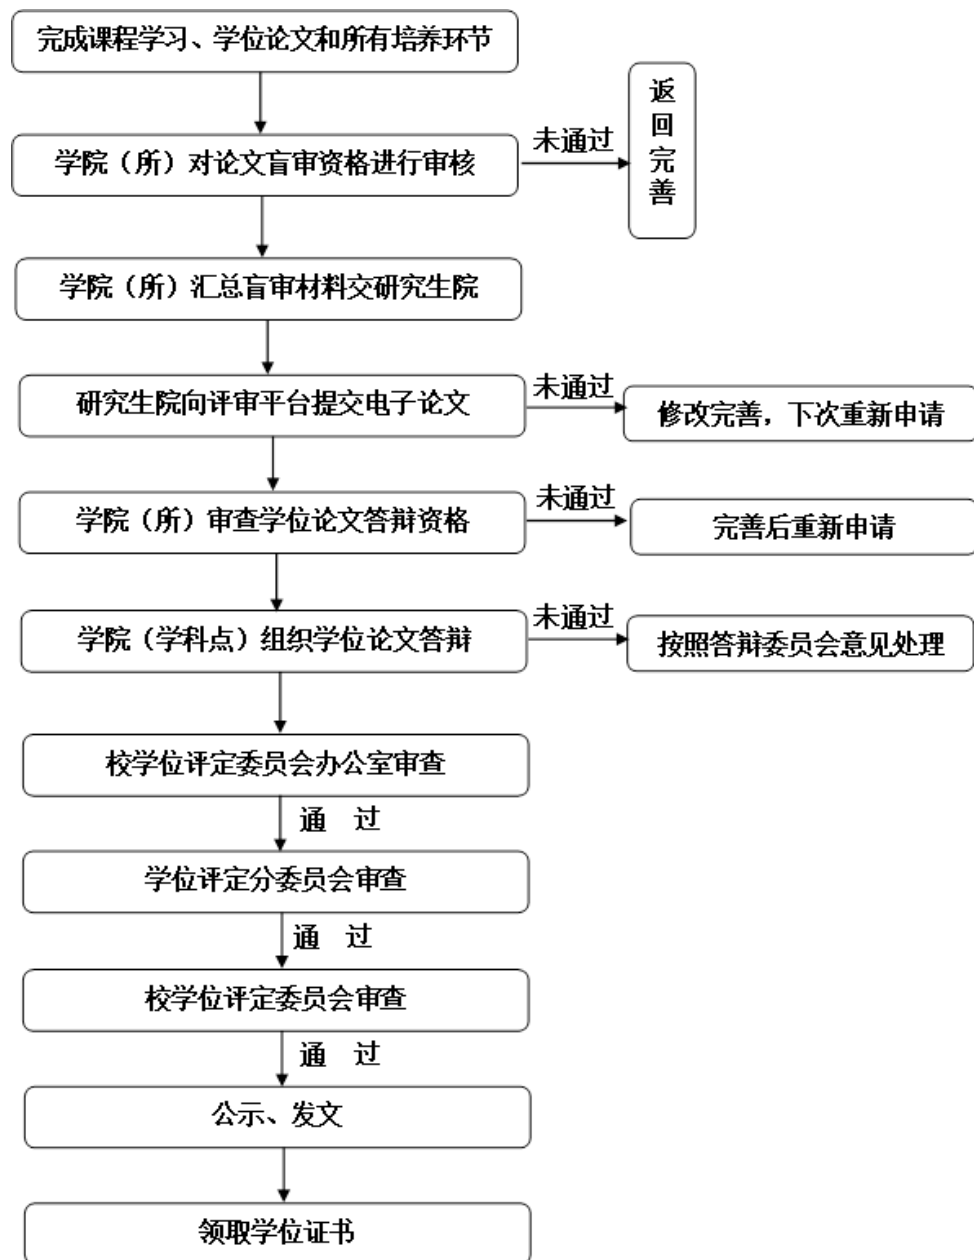 完成课程学习、学位论文和所有培养环节
学院（所）对论文盲审资格进行审核
未通过
返
回
完
善
学院（所）汇总盲审材料交研究生院
研究生院向评审平台提交电子论文
未通过
修改完善，下次重新申请
学院（所）审查学位论文答辩资格
未通过
完善后重新申请
学院（学科点）组织学位论文答辩
未通过
按照答辩委员会意见处理
校学位评定委员会办公室审查
通　过
学位评定分委员会审查
通　过
校学位评定委员会审查
通　过
公示、发文
领取学位证书